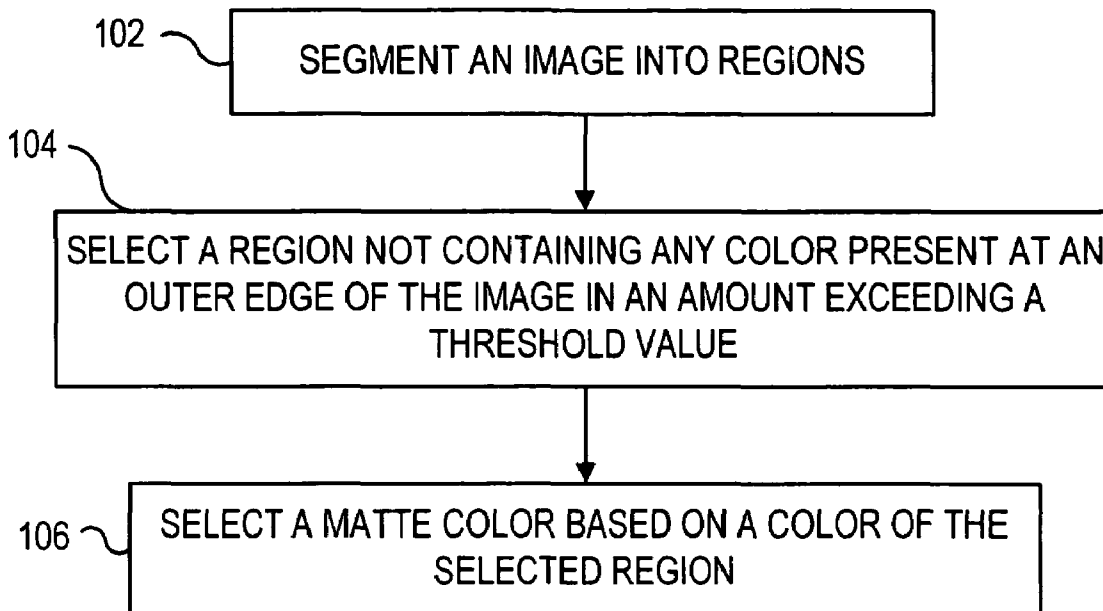 102
SEGMENT AN IMAGE INTO REGIONS
104
SELECT A REGION NOT CONTAINING ANY COLOR PRESENT AT AN
OUTER EDGE OF THE IMAGE IN AN AMOUNT EXCEEDING A
THRESHOLD VALUE
106
SELECT A MATTE COLOR BASED ON A COLOR OF THE
SELECTED REGION